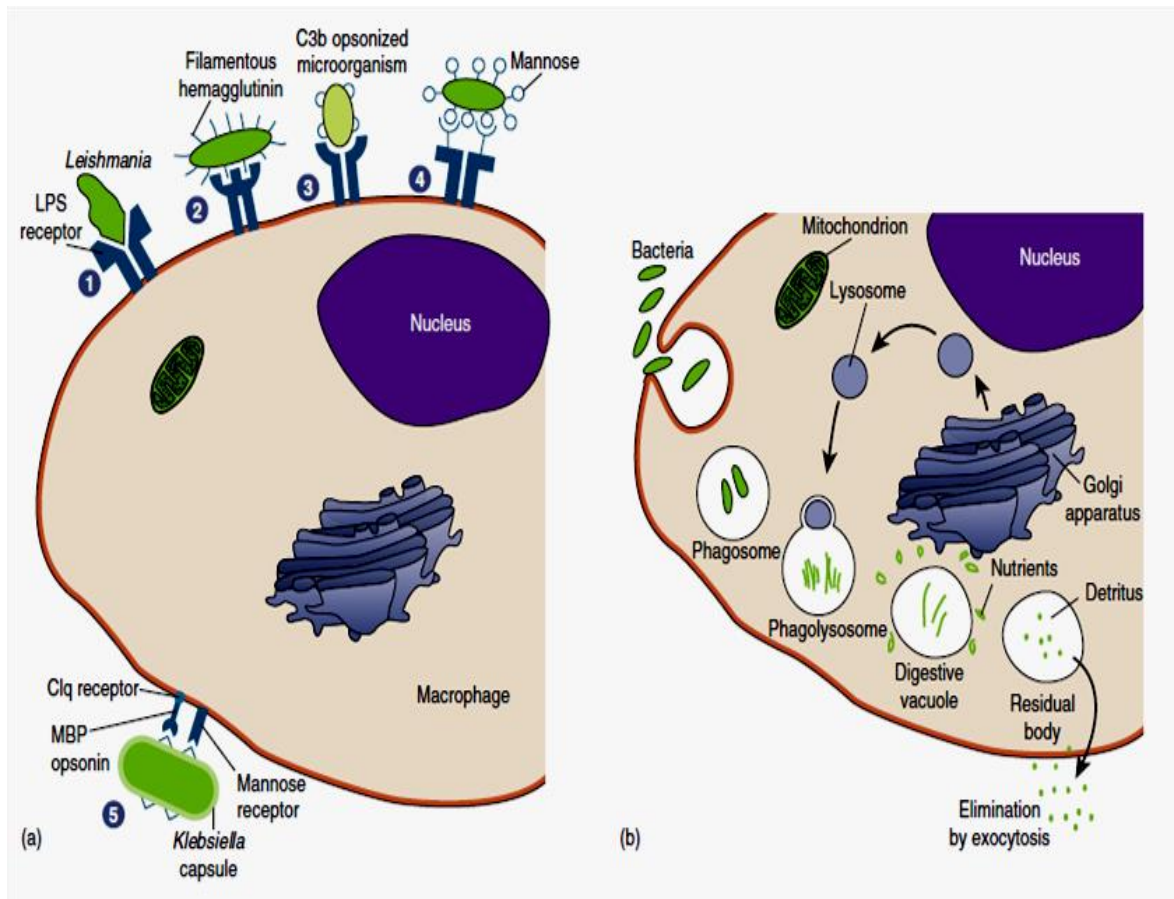 C3b opsonized
microorganism
Filamentous
hemagglutinin
Mannose
Leishmania
LPS
receptor
1
2
3
4
Nucleus
Macrophage
Clq receptor
MBP
opsonin
Mannose
receptor
5
Klebsiella
capsule
(a)
Bacteria
Mitochondrion
Lysosome
Nucleus
Golgi
apparatus
Phagosome
Phagolysosome
Nutrients
Digestive
vacuole
Detritus
Residual
body
Elimination
by exocytosis
(b)